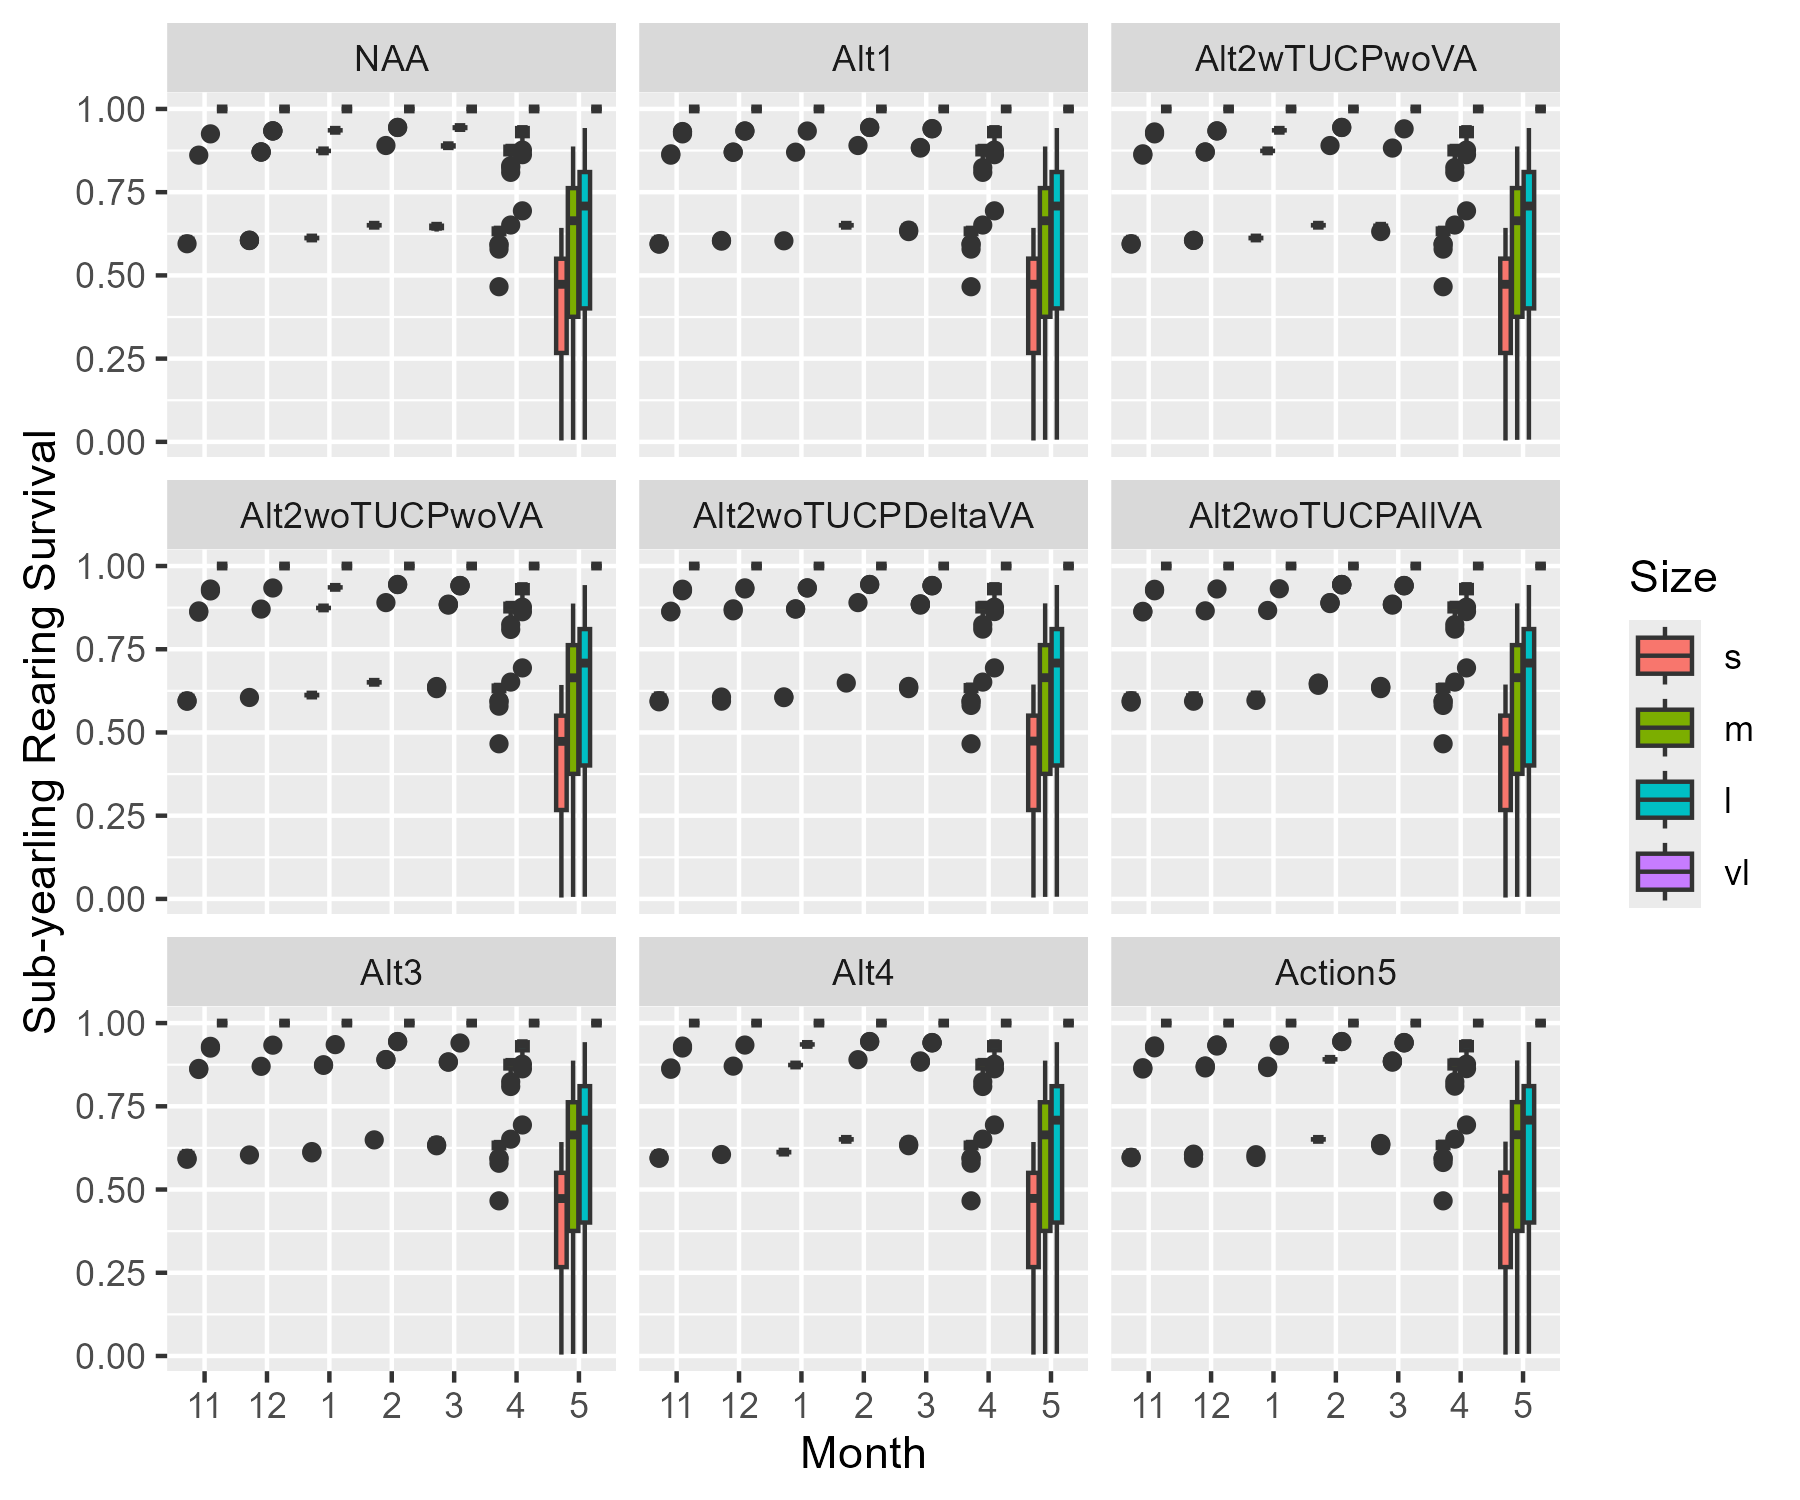 NAA Alt1 Alt2wTUCPwoVA
1.00
0.75
0.50
0.25
0.00
Alt2woTUCPwoVA Alt2woTUCPDeltaVA Alt2woTUCPAllVA
1.00
0.75
0.50
0.25
0.00
Alt3 Alt4 Action5
1.00
0.75
0.50
0.25
0.00
11 12 1 2 3 4 5 11 12 1 2 3 4 5 11 12 1 2 3 4 5
Month
Sub-yearling Rearing Survival
Size
s
m
l
vl